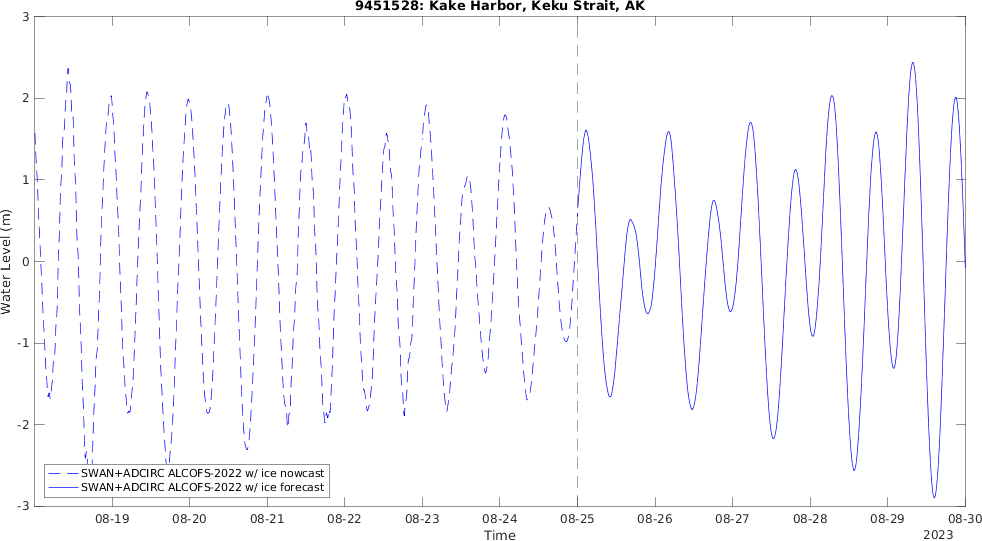 9451528: Kake Harbor, Keku Strait, AK
3
2
1
0
-1
-2
-3
Water Level (m)
SWAN+ADCIRC ALCOFS-2022 w/ ice nowcast
SWAN+ADCIRC ALCOFS-2022 w/ ice forecast
08-19 08-20 08-21 08-22 08-23 08-24 08-25 08-26 08-27 08-28 08-29 08-30
Time
2023